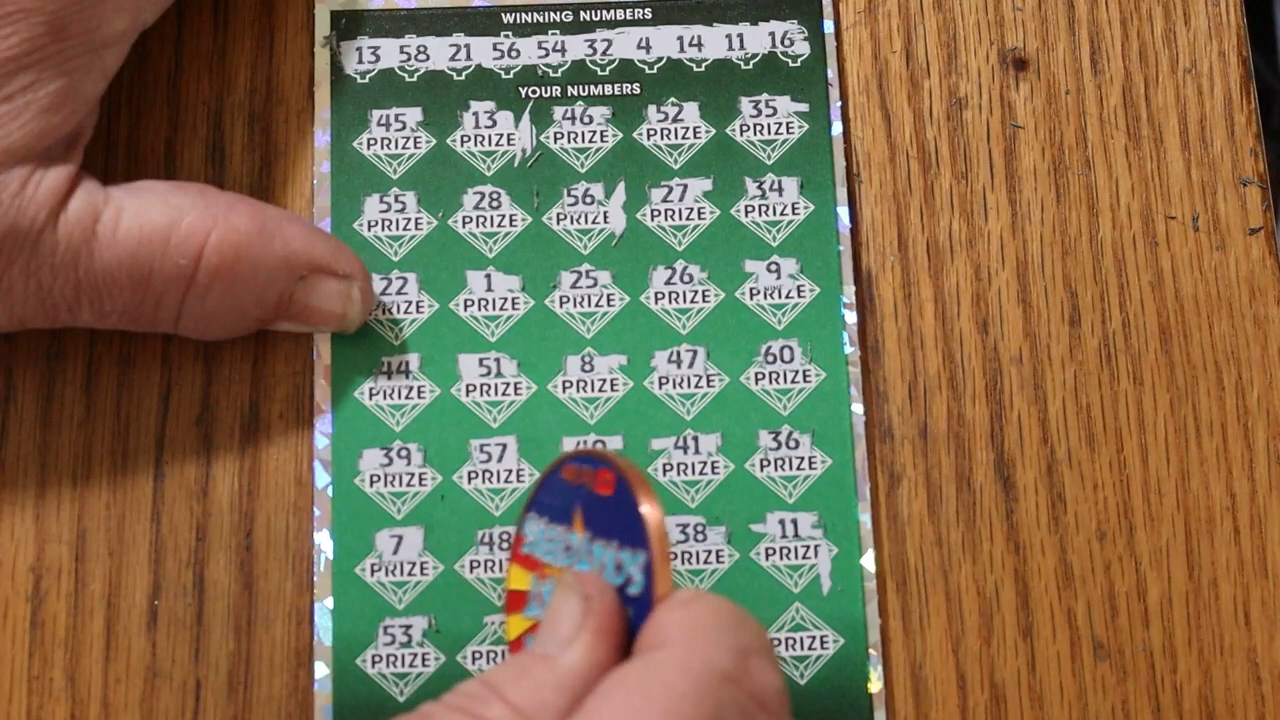 WINNING NUMBERS
13 58 21 56 54 32 4 14 11 16
YOUR NUMBERS
45 13 46 52 35
PRIZE PRIZE PRIZE PRIZE PRIZE
55 28 56 27 34
PRIZE PRIZE PRIZE PRIZE PRIZE
22 1 25 26 9
PRIZE PRIZE PRIZE PRIZE PRIZE
44 51 8 47 60
PRIZE PRIZE PRIZE PRIZE PRIZE
39 57 41 36
PRIZE PRIZE PRIZE PRIZE
7 48 38 11
PRIZE PRIZE PRIZE
53
PRIZE PRIZE